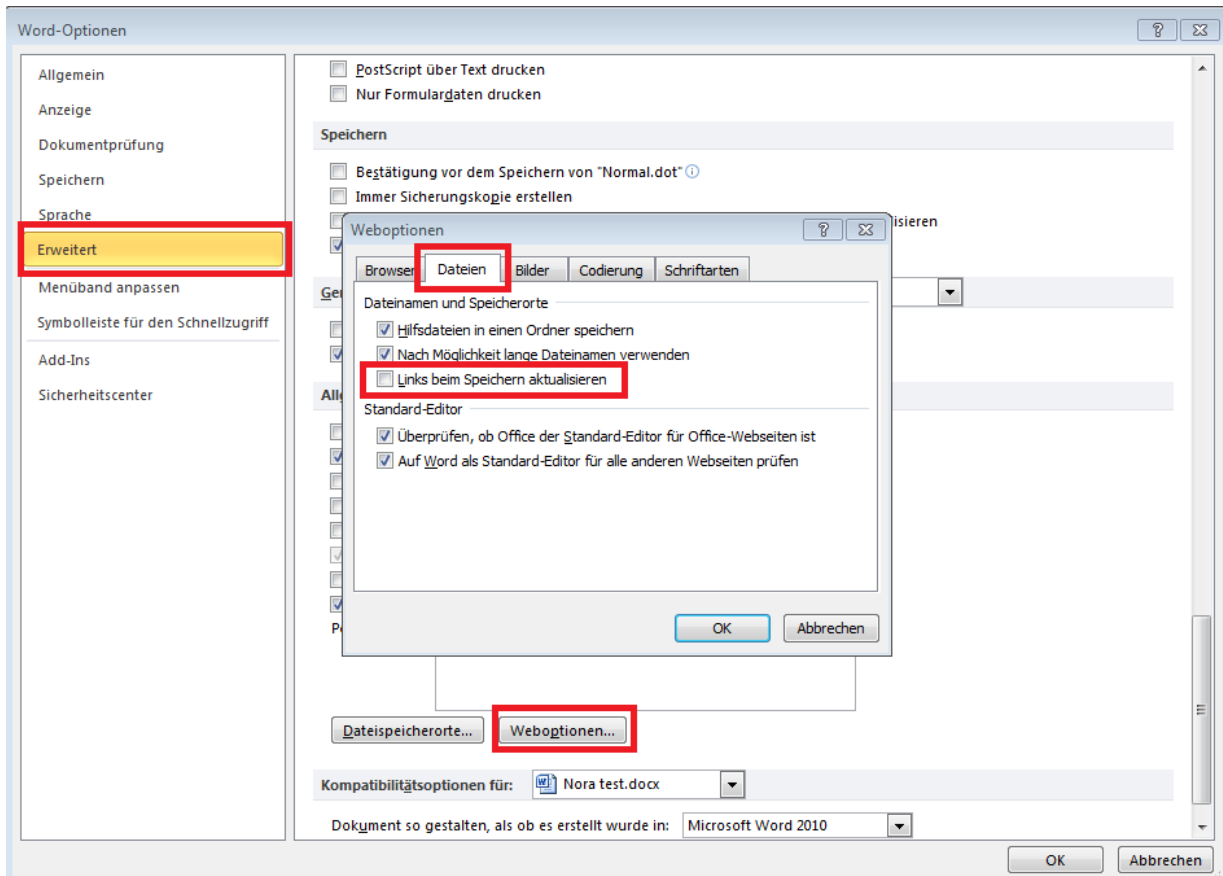 Word-Optionen
Allgemein
Anzeige
Dokumentprüfung
Speichern
Sprache
Erweitert
Menüband anpassen
Symbolleiste für den Schnellzugriff
Add-Ins
Sicherheitscenter
PostScript über Text drucken
Nur Formulardaten drucken
Speichern
Bestätigung vor dem Speichern von "Normal.dot"
Immer Sicherungskopie erstellen
Weboptionen
Browser Dateien Bilder Codierung Schriftarten
Dateinamen und Speicherorte
Hilfsdateien in einen Ordner speichern
Nach Möglichkeit lange Dateinamen verwenden
Links beim Speichern aktualisieren
Standard-Editor
Überprüfen, ob Office der Standard-Editor für Office-Webseiten ist
Auf Word als Standard-Editor für alle anderen Webseiten prüfen
OK Abbrechen
Dateispeicherorte... Weboptionen...
Kompatibilitätsoptionen für: Nora test.docx
Dokument so gestalten, als ob es erstellt wurde in: Microsoft Word 2010
OK Abbrechen